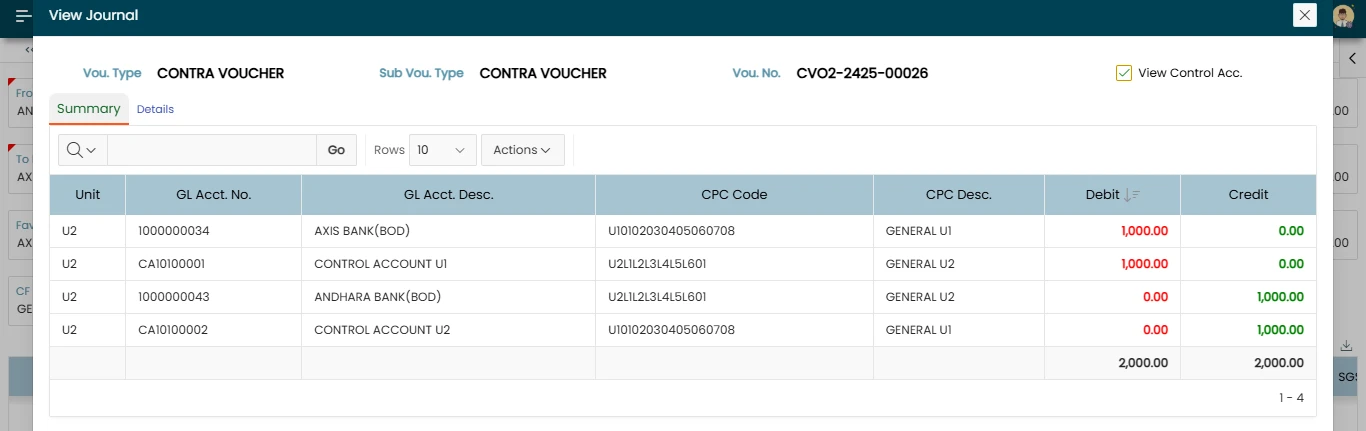 View Journal
Vou. Type CONTRA VOUCHER Sub Vou. Type CONTRA VOUCHER Vou. No. CVO2-2425-00026 View Control Acc.
Summary Details
Go Rows 10 Actions
Unit GL Acct. No. GL Acct. Desc. CPC Code CPC Desc. Debit Credit
U2 1000000034 AXIS BANK(BOD) U10102030405060708 GENERAL U1 1,000.00 0.00
U2 CA10100001 CONTROL ACCOUNT U1 U2L1L2L3L4L5L601 GENERAL U2 1,000.00 0.00
U2 1000000043 ANDHARA BANK(BOD) U2L1L2L3L4L5L601 GENERAL U2 0.00 1,000.00
U2 CA10100002 CONTROL ACCOUNT U2 U10102030405060708 GENERAL U1 0.00 1,000.00
2,000.00 2,000.00
1 - 4